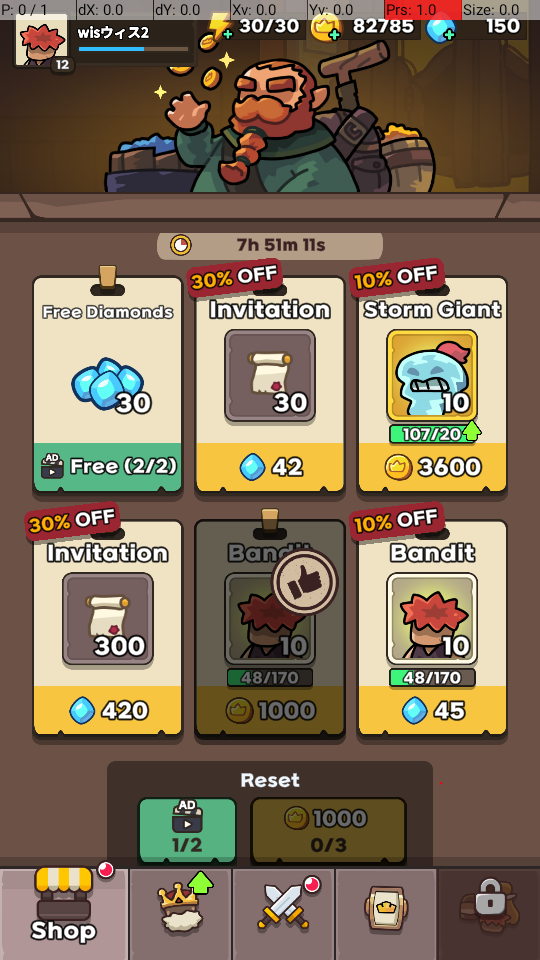 P: 0 / 1 dX: 0.0 dY: 0.0 Xv: 0.0 Yv: 0.0 Prs: 1.0 Size: 0.0
wisウィス2 30/30 82785 150
12
7h 51m 11s
30% OFF 10% OFF
Free Diamonds Invitation Storm Giant
30 30 10
107/20
AD Free (2/2) 42 3600
30% OFF 10% OFF
Invitation Bandit Bandit
300 10 10
48/170 48/170
420 1000 45
Reset
AD 1000
1/2 0/3
Shop